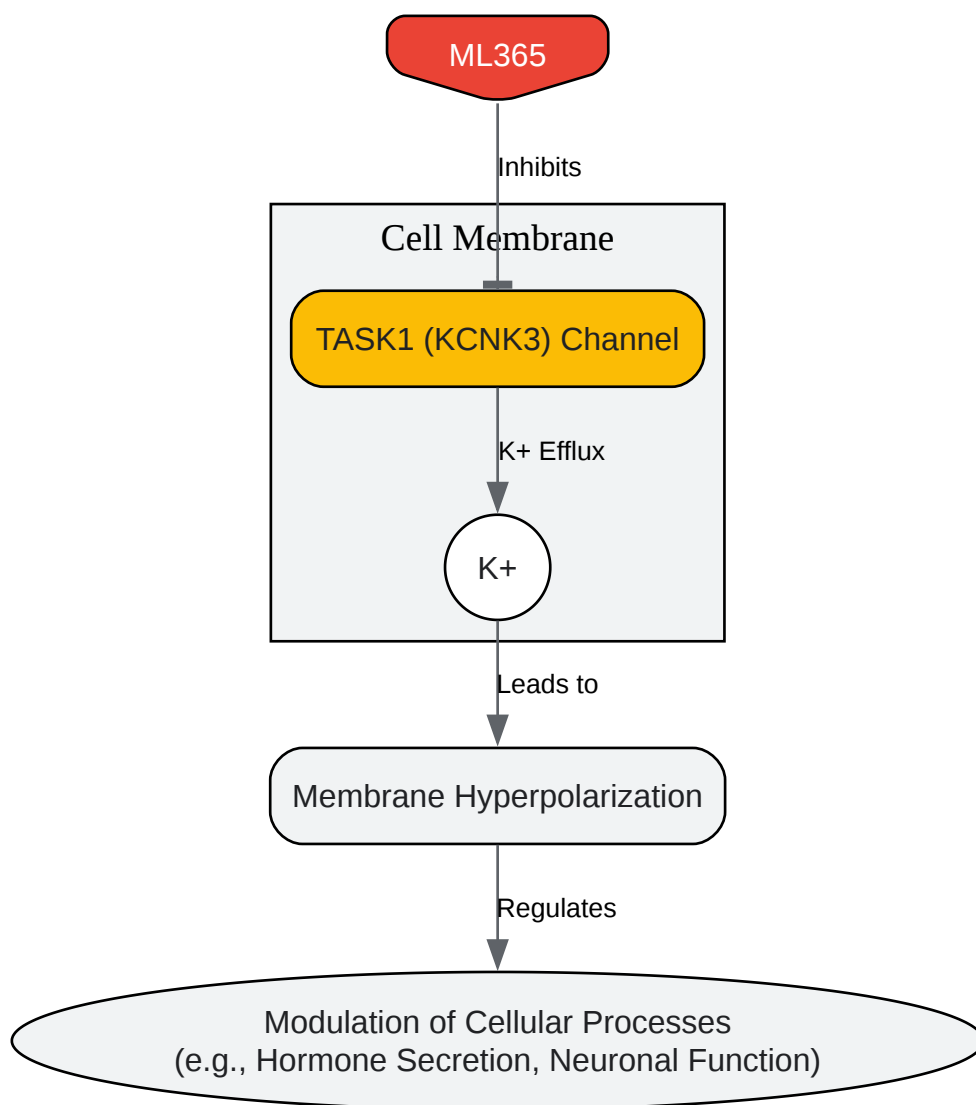 ML365
Inhibits
Cell Membrane
TASK1 (KCNK3) Channel
K+ Efflux
K+
Leads to
Membrane Hyperpolarization
Regulates
Modulation of Cellular Processes
(e.g., Hormone Secretion, Neuronal Function)